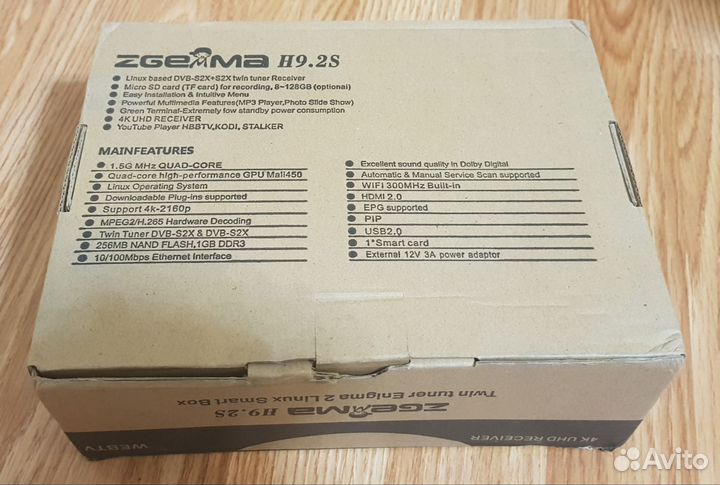 ZGEMMA H9.2S
Linux based DVB-S2X+S2X twin tuner Receiver
Micro SD card (TF card) for recording, 8~128GB (optional)
Easy Installation & Intuitive Menu
Powerful Multimedia Features(MP3 Player,Photo Slide Show)
Green Terminal-Extremely low standby power consumption
4K UHD RECEIVER
YouTube Player HBBTV,KODI, STALKER
MAINFEATURES
1.5G MHz QUAD-CORE
Quad-core high-performance GPU Mali450
Linux Operating System
Downloadable Plug-ins supported
Support 4k-2160p
MPEG2/H.265 Hardware Decoding
Twin Tuner DVB-S2X & DVB-S2X
256MB NAND FLASH,1GB DDR3
10/100Mbps Ethernet Interface
Excellent sound quality in Dolby Digital
Automatic & Manual Service Scan supported
WIFI 300MHz Built-in
HDMI 2.0
EPG supported
PIP
USB2.0
1*Smart card
External 12V 3A power adaptor
Twin tuner Enigma 2 Linux Smart Box
ZGEMMA H9.2S
4K UHD RECEIVER
WEBTV
Avito